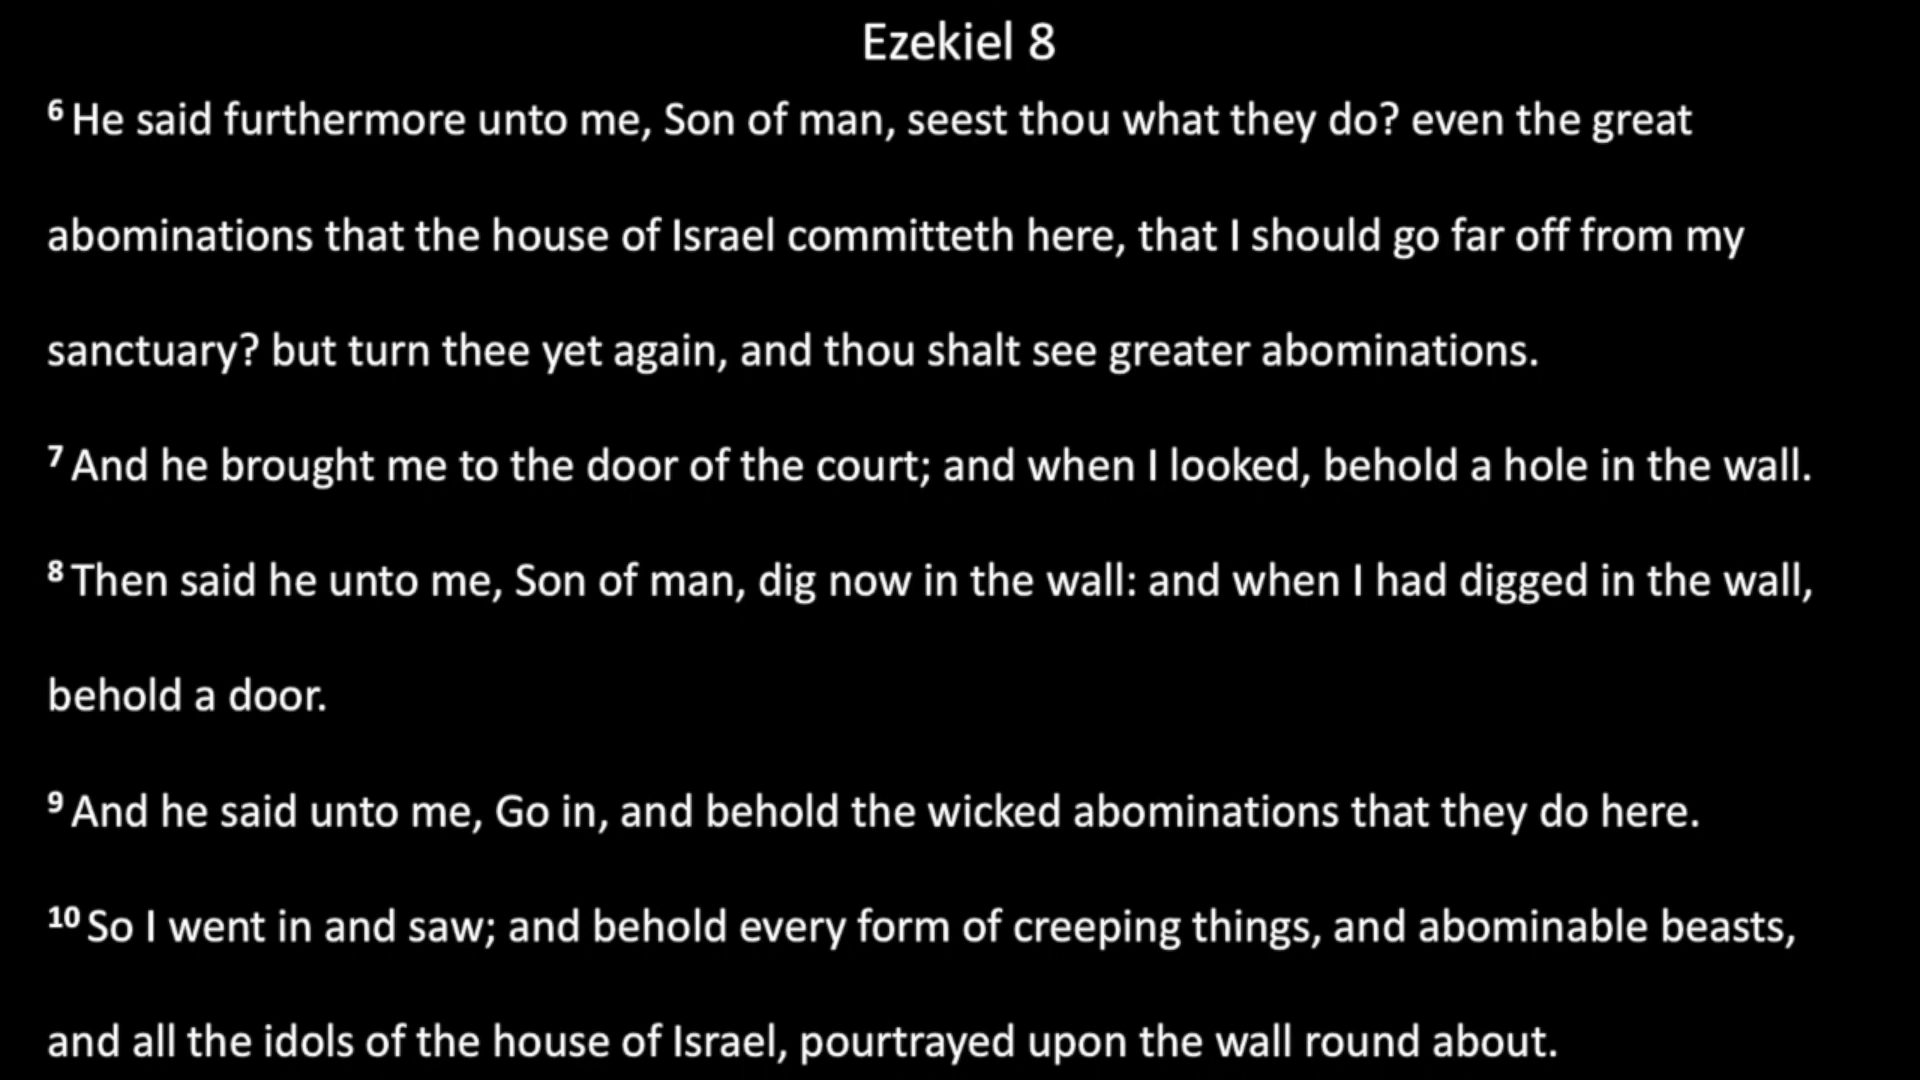 Ezekiel 8
6 He said furthermore unto me, Son of man, seest thou what they do? even the great
abominations that the house of Israel committeth here, that I should go far off from my
sanctuary? but turn thee yet again, and thou shalt see greater abominations.
7 And he brought me to the door of the court; and when I looked, behold a hole in the wall.
8 Then said he unto me, Son of man, dig now in the wall: and when I had digged in the wall,
behold a door.
9 And he said unto me, Go in, and behold the wicked abominations that they do here.
10 So I went in and saw; and behold every form of creeping things, and abominable beasts,
and all the idols of the house of Israel, pourtrayed upon the wall round about.